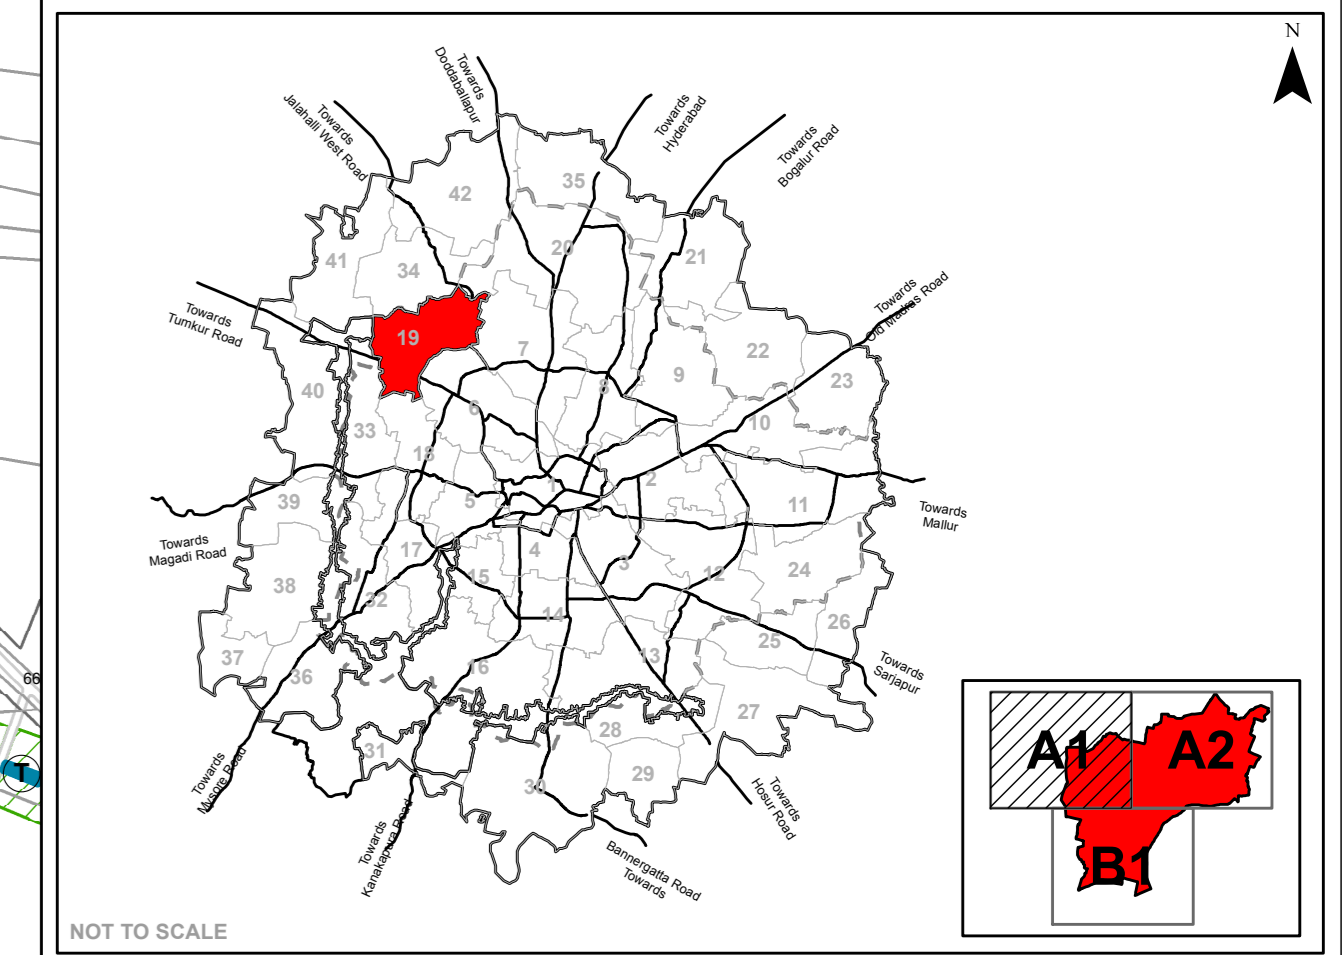 N
Towards
Doddaballapur
Towards
Jalahalli West Road
Towards
Hyderabad
Towards
Bogalur Road
42
35
20
21
41
34
Towards
Old Madras Road
Towards
Tumkur Road
19
7
22
9
8
23
40
6
10
33
18
2
1
5
39
11
Towards
Mallur
Towards
Magadi Road
17
4
3
15
12
24
38
32
14
26
25
13
37
16
36
Towards
Sarjapur
66
27
28
31
29
30
T
Towards
Mysore Road
Towards
Hosur Road
Towards
Kanakapura Road
Bannergatta Road
Towards
A1
A2
B1
NOT TO SCALE